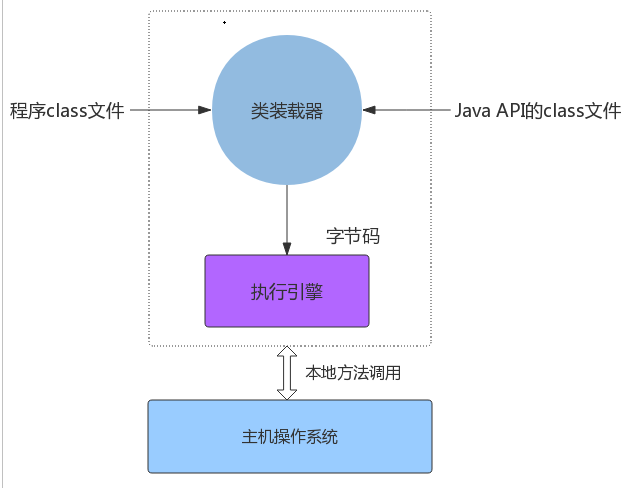 类装载器
程序class文件
Java API的class文件
字节码
执行引擎
本地方法调用
主机操作系统